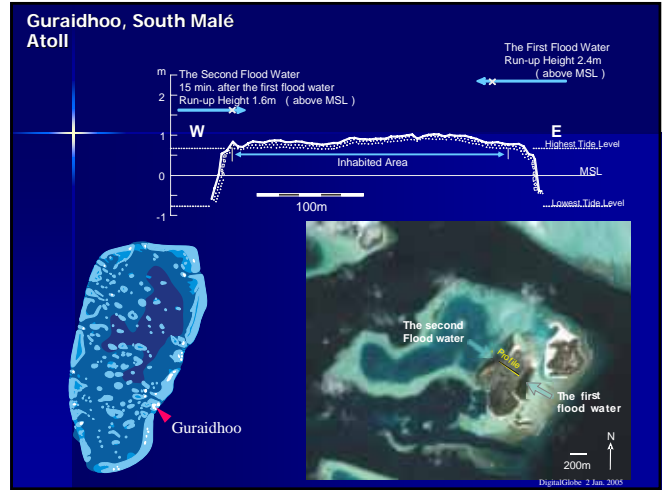 Guraidhoo, South Malé
Atoll
The First Flood Water
Run-up Height 2.4m
( above MSL )
m
The Second Flood Water
15 min. after the first flood water
Run-up Height 1.6m ( above MSL )
2
W
E
1
Highest Tide Level
Inhabited Area
0
MSL
100m
Lowest Tide Level
-1
The second
Flood water
Profile
The first
flood water
Guraidhoo
N
200m
DigitalGlobe 2 Jan. 2005